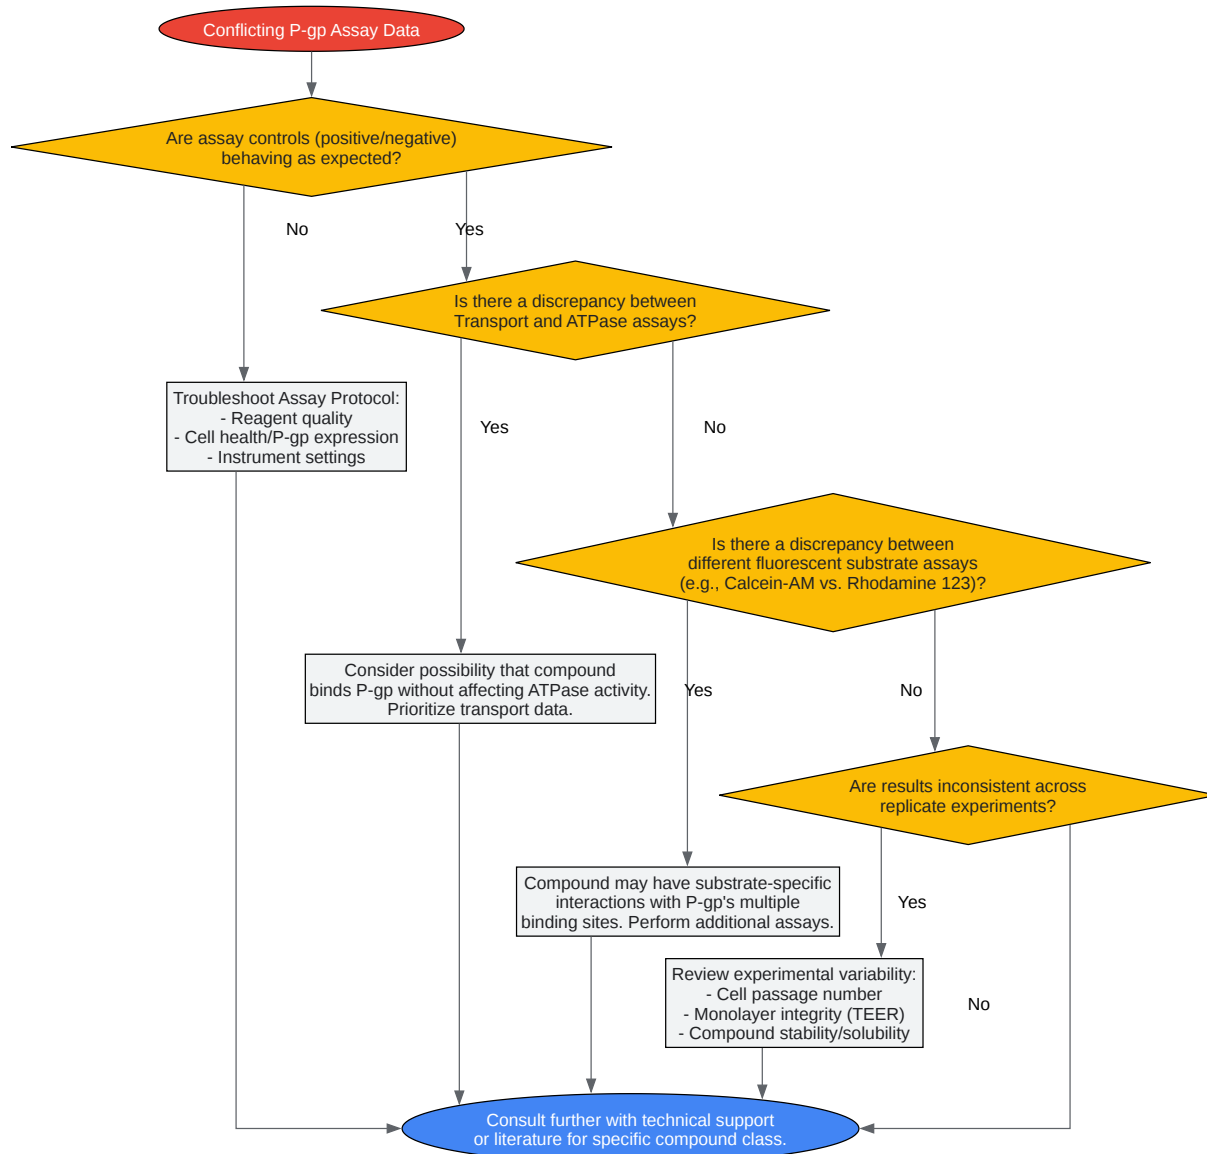 Conflicting P-gp Assay Data
Are assay controls (positive/negative)
behaving as expected?
No
Yes
Is there a discrepancy between
Transport and ATPase assays?
Troubleshoot Assay Protocol:
- Reagent quality
- Cell health/P-gp expression
- Instrument settings
Yes
No
Is there a discrepancy between
different fluorescent substrate assays
(e.g., Calcein-AM vs. Rhodamine 123)?
Consider possibility that compound
binds P-gp without affecting ATPase activity.
Prioritize transport data.
Yes
No
Are results inconsistent across
replicate experiments?
Compound may have substrate-specific
interactions with P-gp's multiple
binding sites. Perform additional assays.
Yes
Review experimental variability:
- Cell passage number
- Monolayer integrity (TEER)
- Compound stability/solubility
No
Consult further with technical support
or literature for specific compound class.